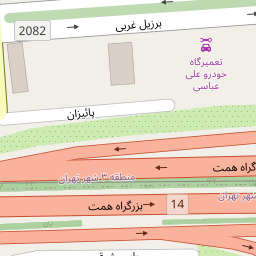 برزیل غربی
2082
تعمیرگاه
خودرو علی
عباسی
پائیزان
بزرگراه همت
منطقه ۳ شهر تهران
شهر تهران
14
بزرگراه همت